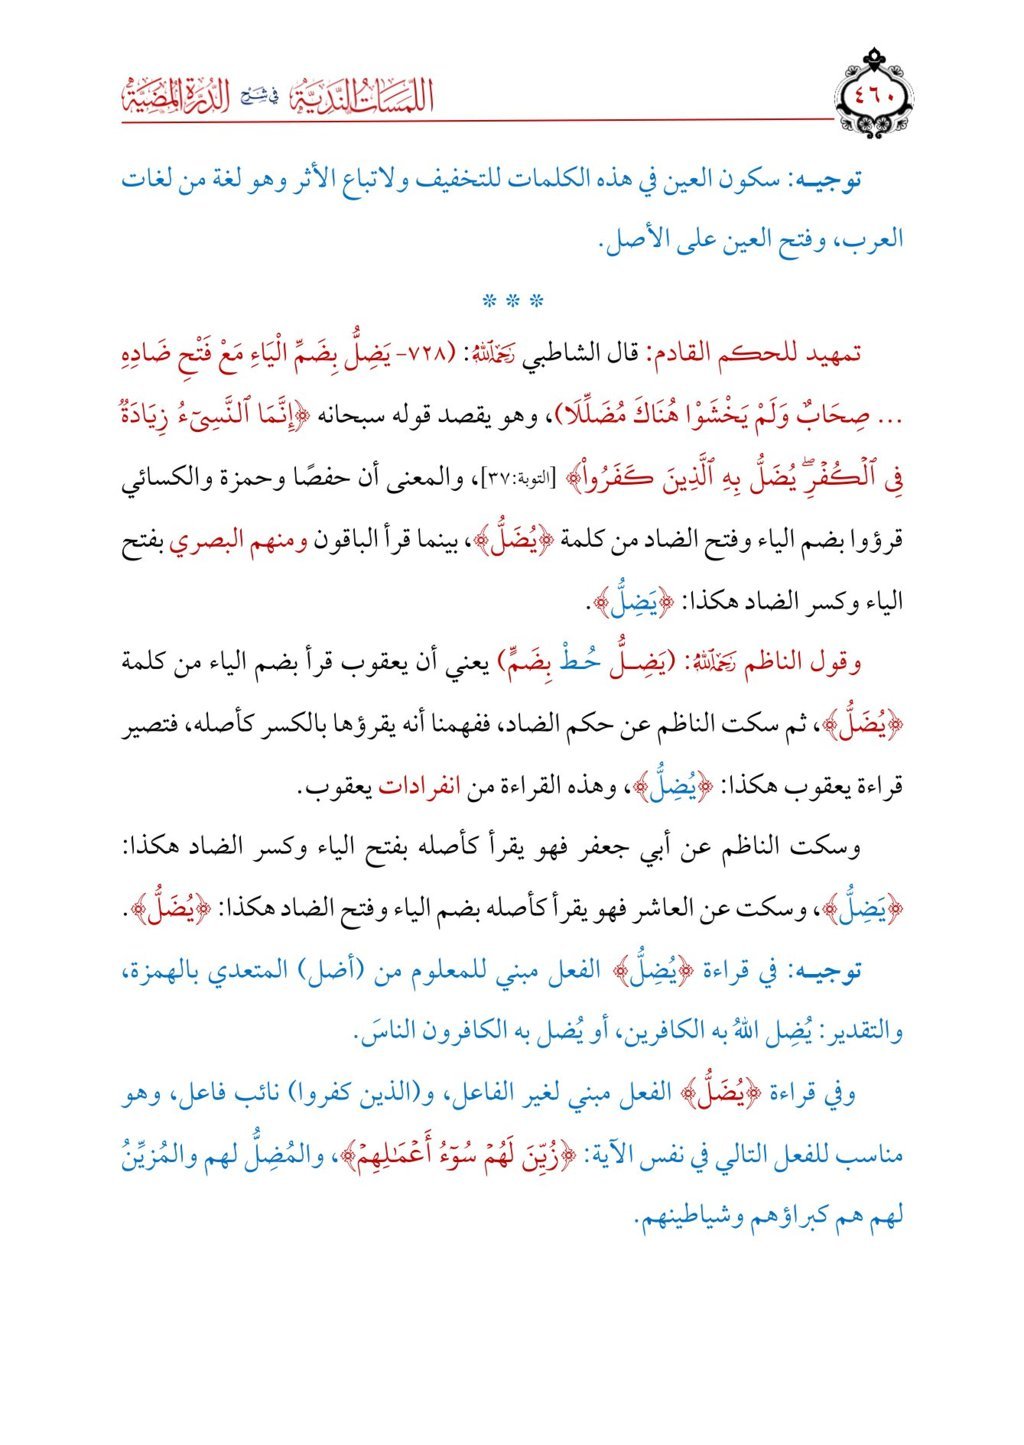 ٤٦٠
اللمسات الندية في شرح الدرة المضية
توجيـه: سكون العين في هذه الكلمات للتخفيف ولاتباع الأثر وهو لغة من لغات
العرب، وفتح العين على الأصل.
* * *
تمهيد للحكم القادم: قال الشاطبي رَحِمَهُ ٱللَّهُ: (٧٢٨- يَضِلُّ بِضَمِّ الْيَاءِ مَعْ فَتْحِ ضَادِهِ
... صِحَابٌ وَلَمْ يَخْشَوْا هُنَاكَ مُضَلِّلَا)، وهو يقصد قوله سبحانه ﴿إِنَّمَا ٱلنَّسِيٓءُ زِيَادَةٞ
فِي ٱلۡكُفۡرِۖ يُضَلُّ بِهِ ٱلَّذِينَ كَفَرُواْ﴾ [التوبة:٣٧]، والمعنى أن حفصًا وحمزة والكسائي
قرؤوا بضم الياء وفتح الضاد من كلمة ﴿يُضَلُّ﴾، بينما قرأ الباقون ومنهم البصري بفتح
الياء وكسر الضاد هكذا: ﴿يَضِلُّ﴾.
وقول الناظم رَحِمَهُ ٱللَّهُ: (يَضِـلُّ حُـطْ بِضَمٍّ) يعني أن يعقوب قرأ بضم الياء من كلمة
﴿يُضَلُّ﴾، ثم سكت الناظم عن حكم الضاد، ففهمنا أنه يقرؤها بالكسر كأصله، فتصير
قراءة يعقوب هكذا: ﴿يُضِلُّ﴾، وهذه القراءة من انفرادات يعقوب.
وسكت الناظم عن أبي جعفر فهو يقرأ كأصله بفتح الياء وكسر الضاد هكذا:
﴿يَضِلُّ﴾، وسكت عن العاشر فهو يقرأ كأصله بضم الياء وفتح الضاد هكذا: ﴿يُضَلُّ﴾.
توجيـه: في قراءة ﴿يُضِلُّ﴾ الفعل مبني للمعلوم من (أضل) المتعدي بالهمزة،
والتقدير: يُضِل اللهُ به الكافرين، أو يُضل به الكافرون الناسَ.
وفي قراءة ﴿يُضَلُّ﴾ الفعل مبني لغير الفاعل، و(الذين كفروا) نائب فاعل، وهو
مناسب للفعل التالي في نفس الآية: ﴿زُيِّنَ لَهُمۡ سُوٓءُ أَعۡمَٰلِهِمۡ﴾، والمُضِلُّ لهم والمُزيِّنُ
لهم هم كبراؤهم وشياطينهم.